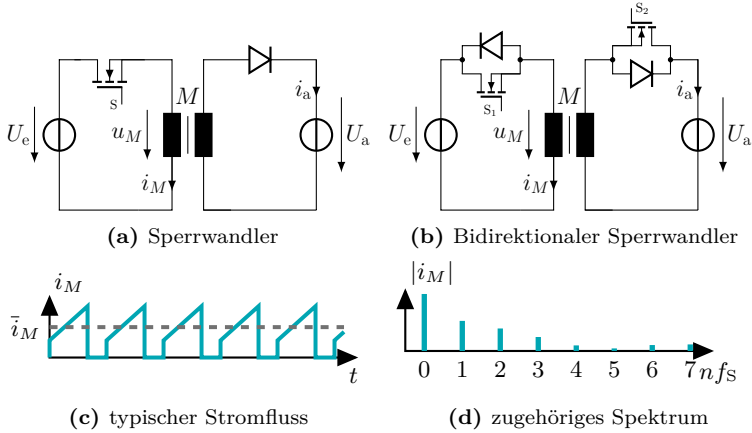 S
M
U_e
u_M
i_M
i_a
U_a
(a) Sperrwandler
S_2
S_1
M
U_e
u_M
i_M
i_a
U_a
(b) Bidirektionaler Sperrwandler
i_M
i̅_M
t
(c) typischer Stromfluss
|i_M|
0 1 2 3 4 5 6 7 nf_S
(d) zugehöriges Spektrum